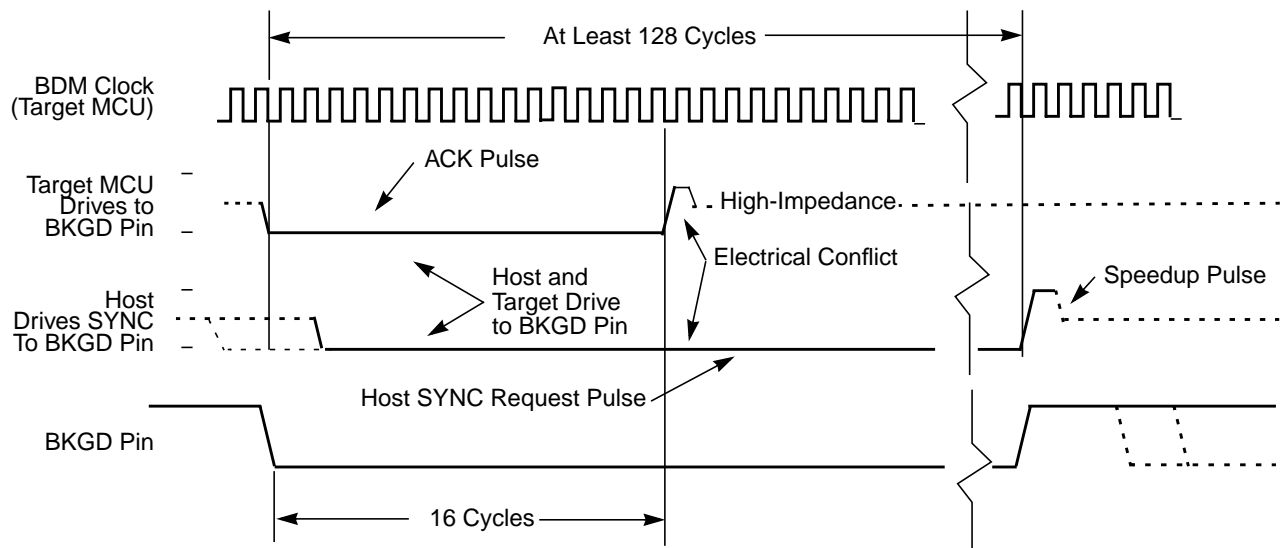 At Least 128 Cycles
BDM Clock
(Target MCU)
ACK Pulse
Target MCU
Drives to
BKGD Pin
High-Impedance
Electrical Conflict
Host and
Target Drive
to BKGD Pin
Speedup Pulse
Host
Drives SYNC
To BKGD Pin
Host SYNC Request Pulse
BKGD Pin
16 Cycles